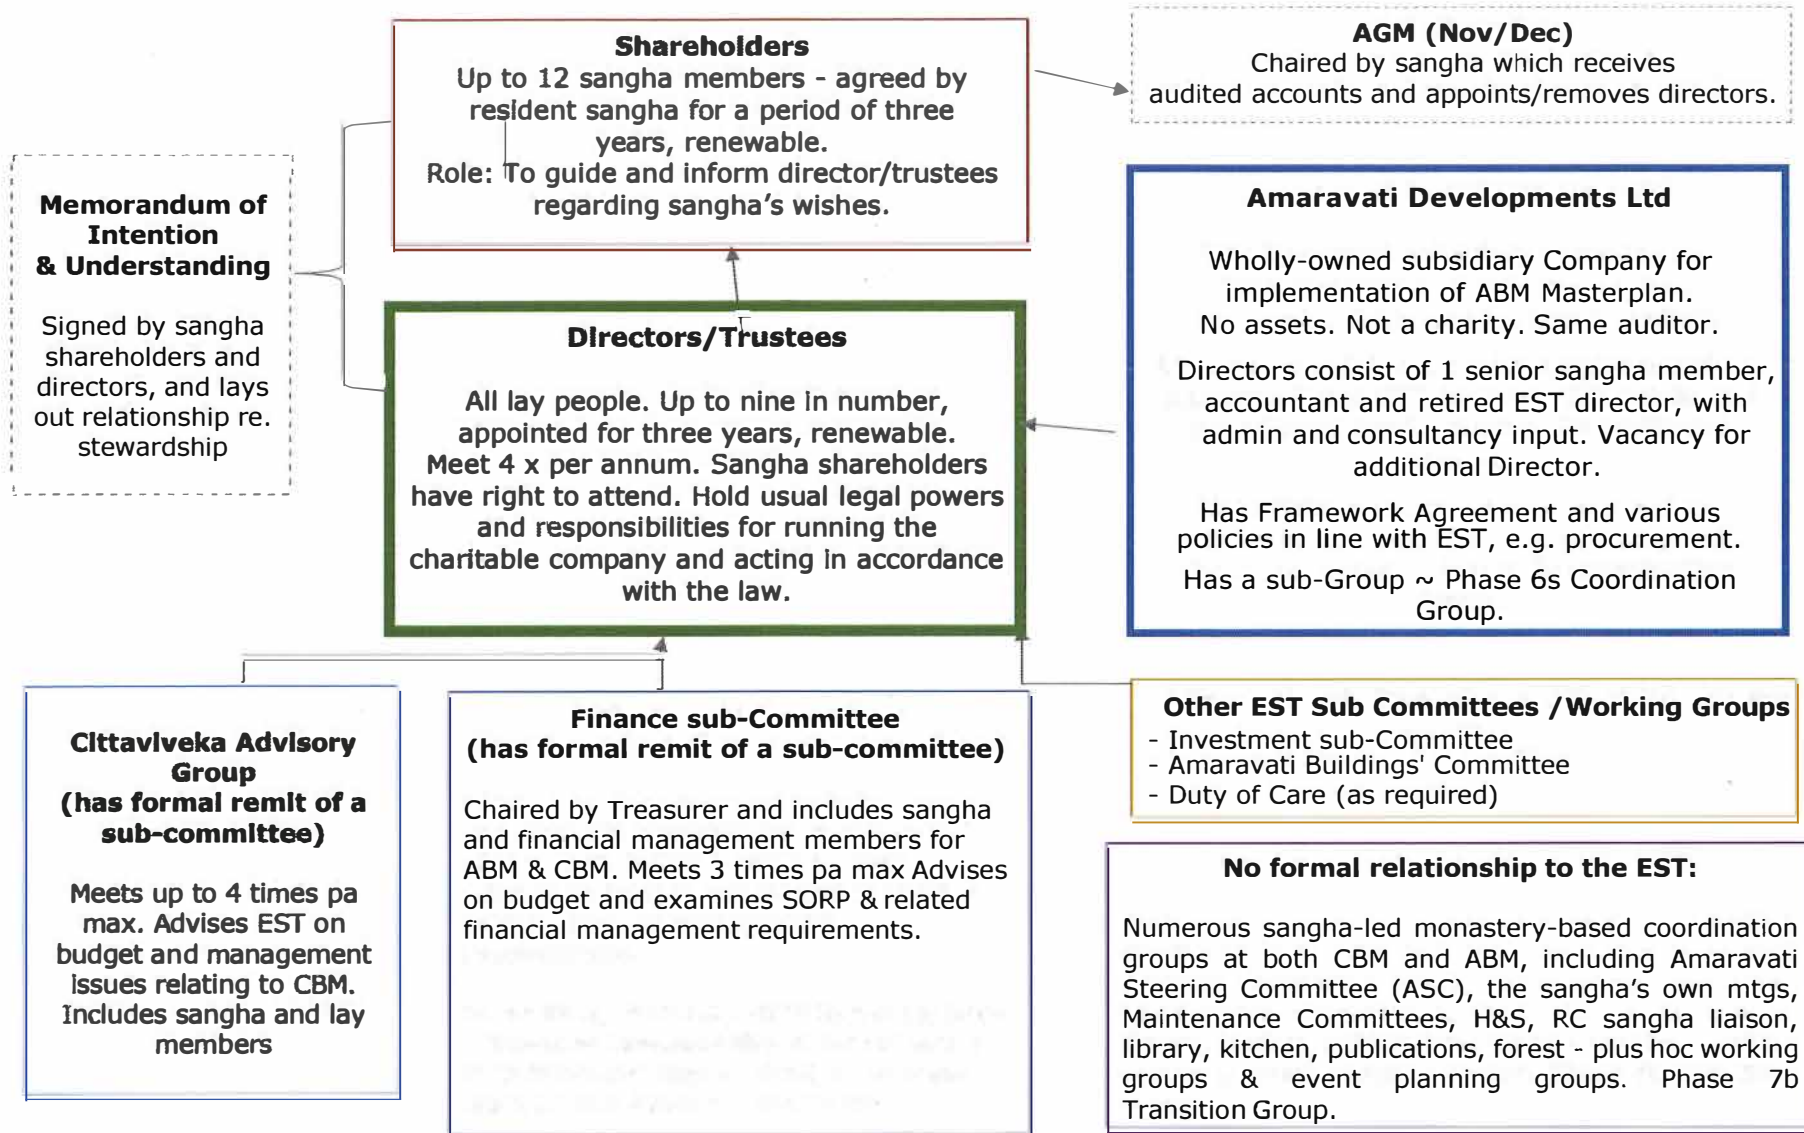 Shareholders
Up to 12 sangha members - agreed by
resident sangha for a period of three
years, renewable.
Role: To guide and inform director/trustees
regarding sangha's wishes.
AGM (Nov/Dec)
Chaired by sangha which receives
audited accounts and appoints/removes directors.
Memorandum of
Intention
& Understanding
Signed by sangha
shareholders and
directors, and lays
out relationship re.
stewardship
Directors/Trustees
All lay people. Up to nine in number,
appointed for three years, renewable.
Meet 4 x per annum. Sangha shareholders
have right to attend. Hold usual legal powers
and responsibilities for running the
charitable company and acting in accordance
with the law.
Amaravati Developments Ltd
Wholly-owned subsidiary Company for
implementation of ABM Masterplan.
No assets. Not a charity. Same auditor.
Directors consist of 1 senior sangha member,
accountant and retired EST director, with
admin and consultancy input. Vacancy for
additional Director.
Has Framework Agreement and various
policies in line with EST, e.g. procurement.
Has a sub-Group ~ Phase 6s Coordination
Group.
Cittaviveka Advisory
Group
(has formal remit of a
sub-committee)
Meets up to 4 times pa
max. Advises EST on
budget and management
issues relating to CBM.
Includes sangha and lay
members
Finance sub-Committee
(has formal remit of a sub-committee)
Chaired by Treasurer and includes sangha
and financial management members for
ABM & CBM. Meets 3 times pa max Advises
on budget and examines SORP & related
financial management requirements.
Other EST Sub Committees /Working Groups
- Investment sub-Committee
- Amaravati Buildings' Committee
- Duty of Care (as required)
No formal relationship to the EST:
Numerous sangha-led monastery-based coordination
groups at both CBM and ABM, including Amaravati
Steering Committee (ASC), the sangha's own mtgs,
Maintenance Committees, H&S, RC sangha liaison,
library, kitchen, publications, forest - plus hoc working
groups & event planning groups. Phase 7b
Transition Group.